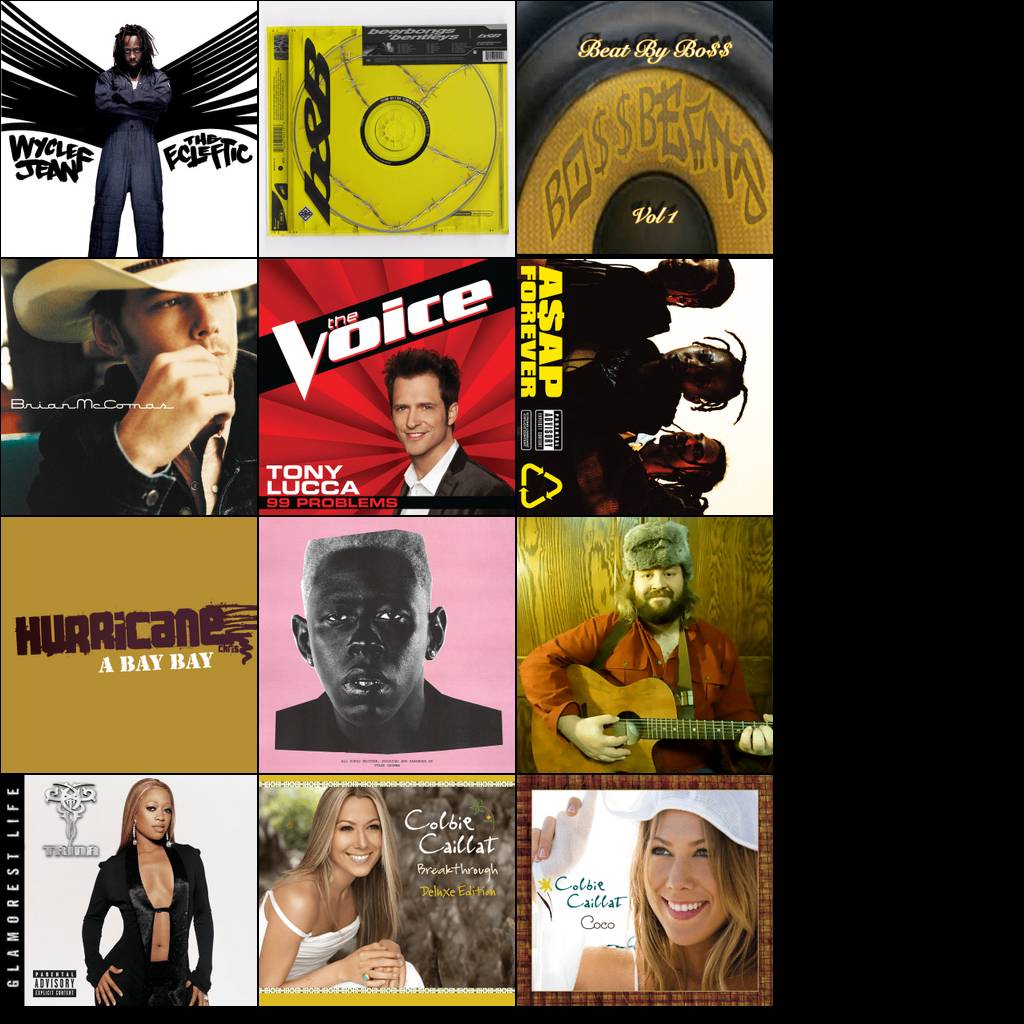 WYCLEF
JEAN
THE
ECLEFTIC
beerbongs
bentleys
b&b
Beat By Bo$$
BO$$BEATS
Vol 1
Brian McComas
the
Voice
TONY
LUCCA
99 PROBLEMS
A$AP
FOREVER
PARENTAL
ADVISORY
EXPLICIT CONTENT
HURRICANE
CHRIS
A BAY BAY
ALL SONGS WRITTEN, PRODUCED AND ARRANGED BY
TYLER OKONMA
GLAMOREST LIFE
TRINA
PARENTAL
ADVISORY
EXPLICIT CONTENT
Colbie
Caillat
Breakthrough
Deluxe Edition
Colbie
Caillat
Coco